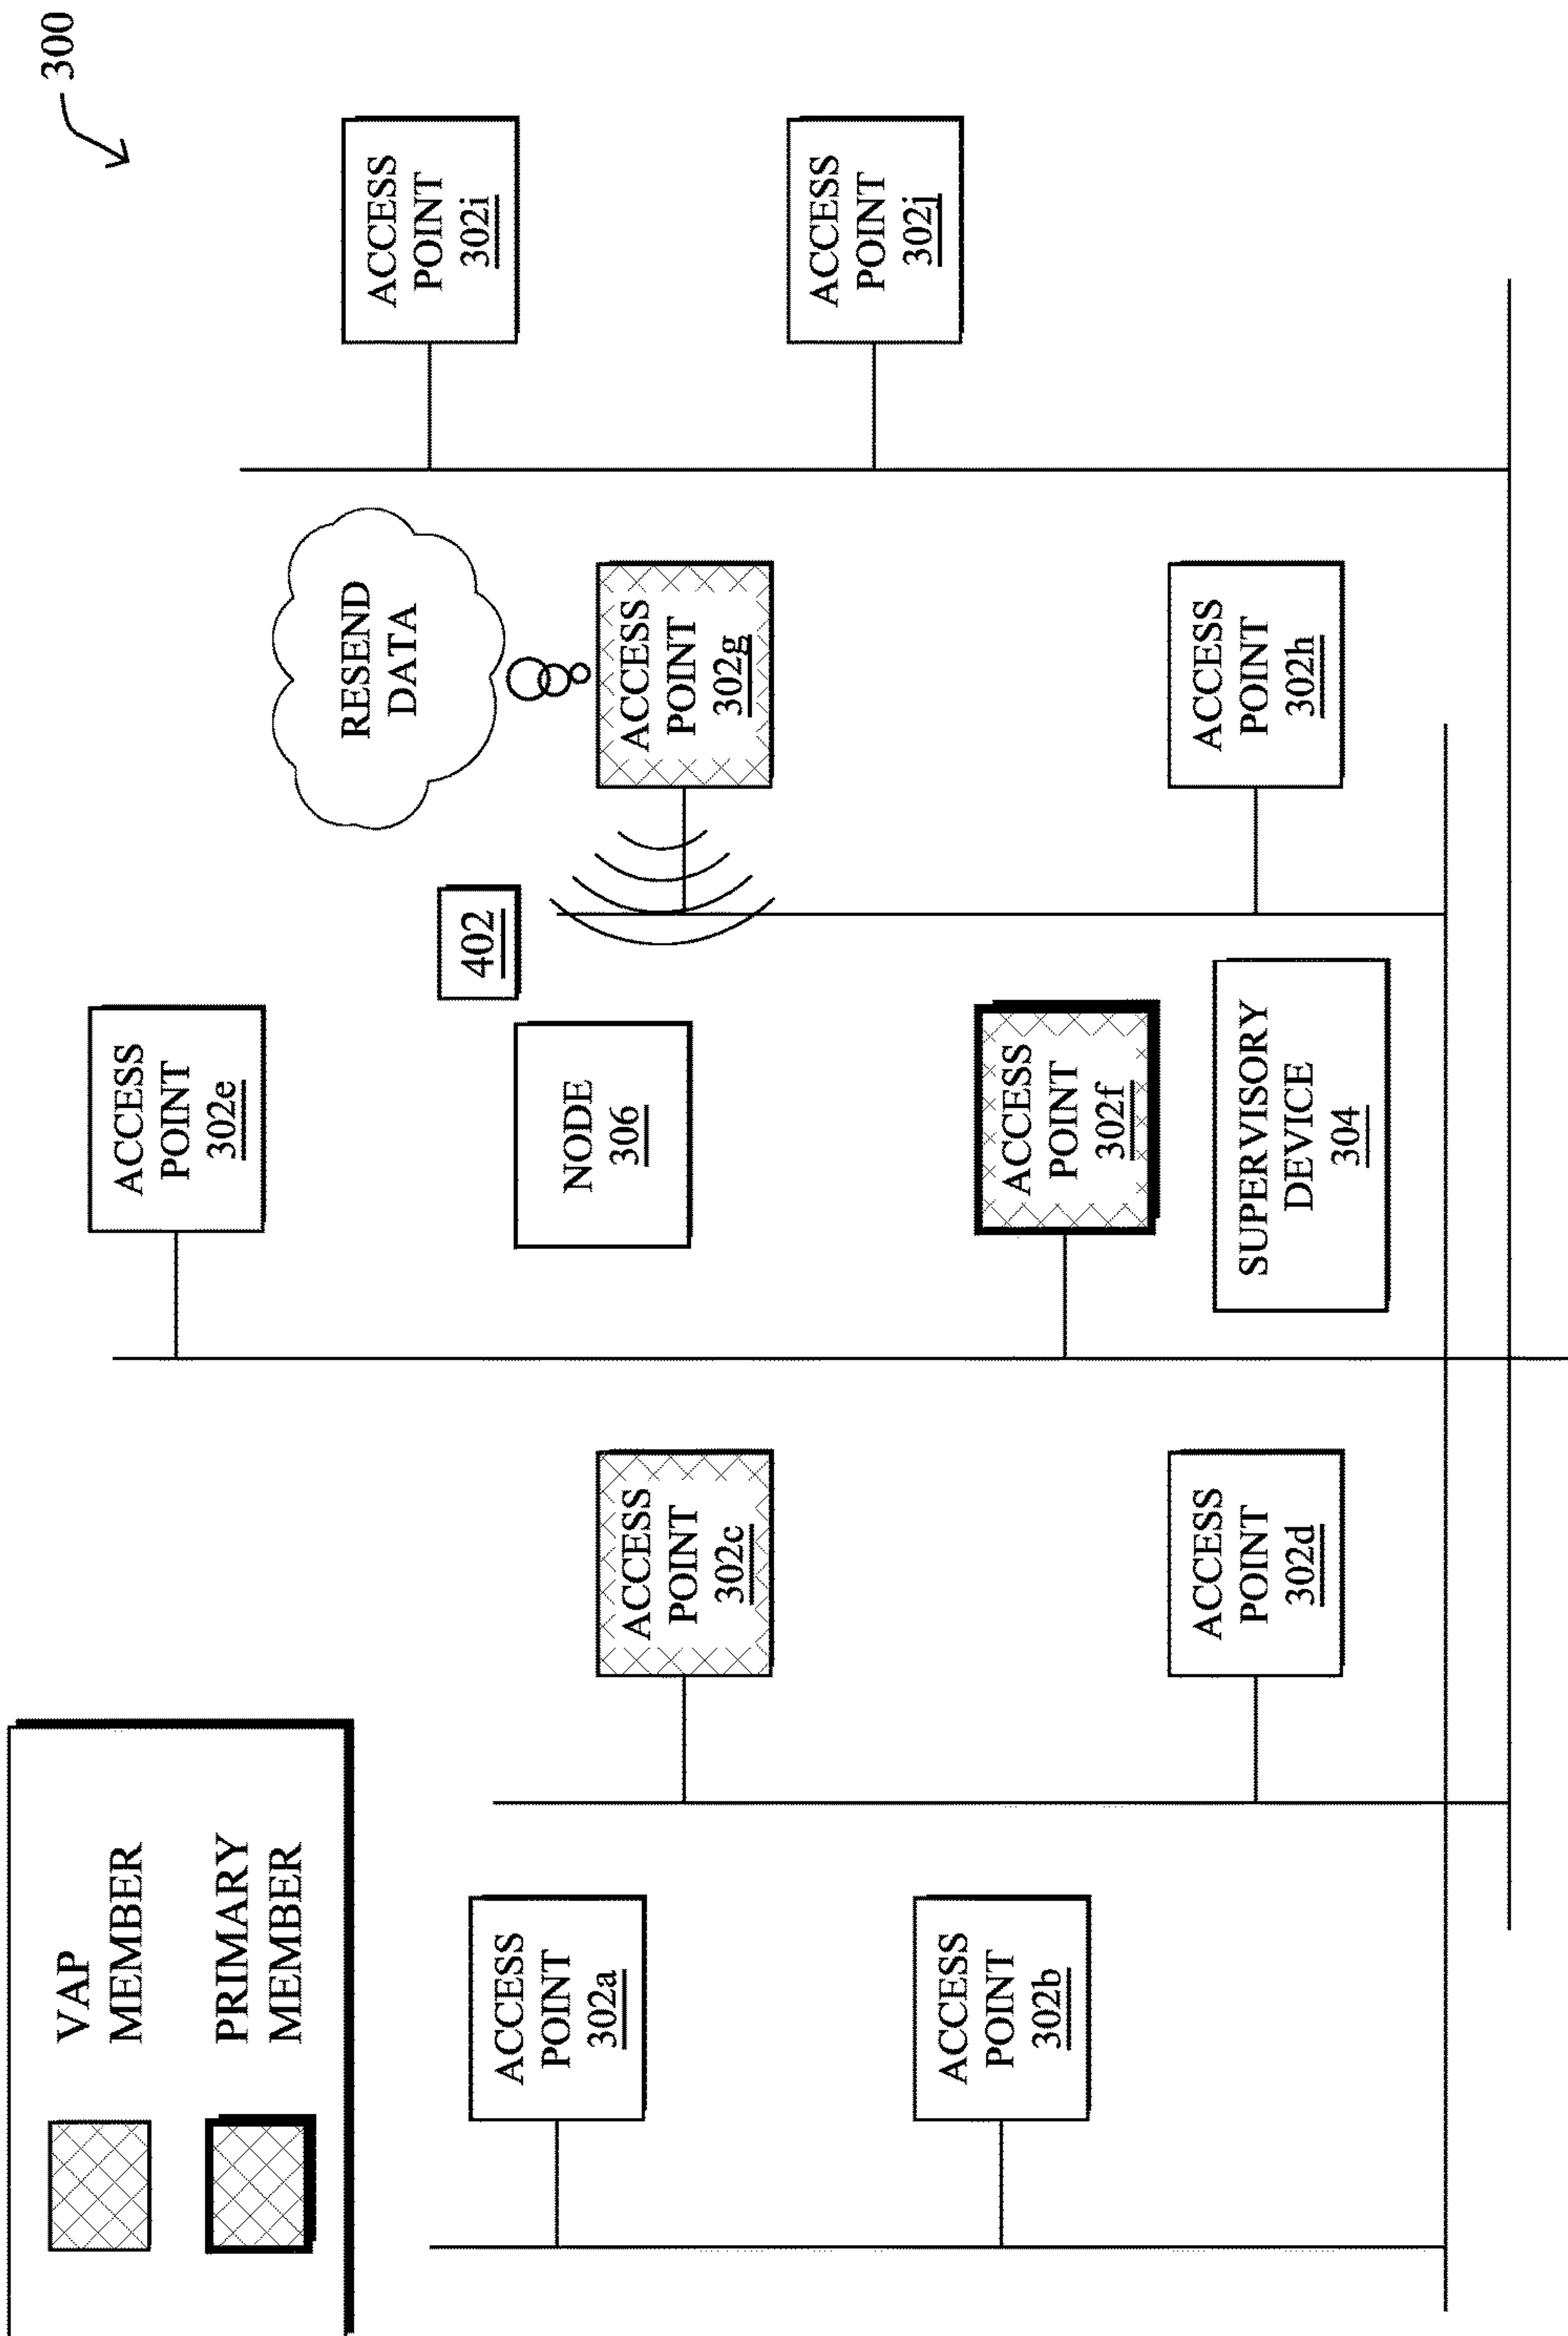 300
VAP
MEMBER
PRIMARY
MEMBER
ACCESS
POINT
302e
RESEND
DATA
ACCESS
POINT
302i
402
ACCESS
POINT
302a
NODE
306
ACCESS
POINT
302c
ACCESS
POINT
302g
ACCESS
POINT
302j
ACCESS
POINT
302b
ACCESS
POINT
302f
ACCESS
POINT
302d
SUPERVISORY
DEVICE
304
ACCESS
POINT
302h